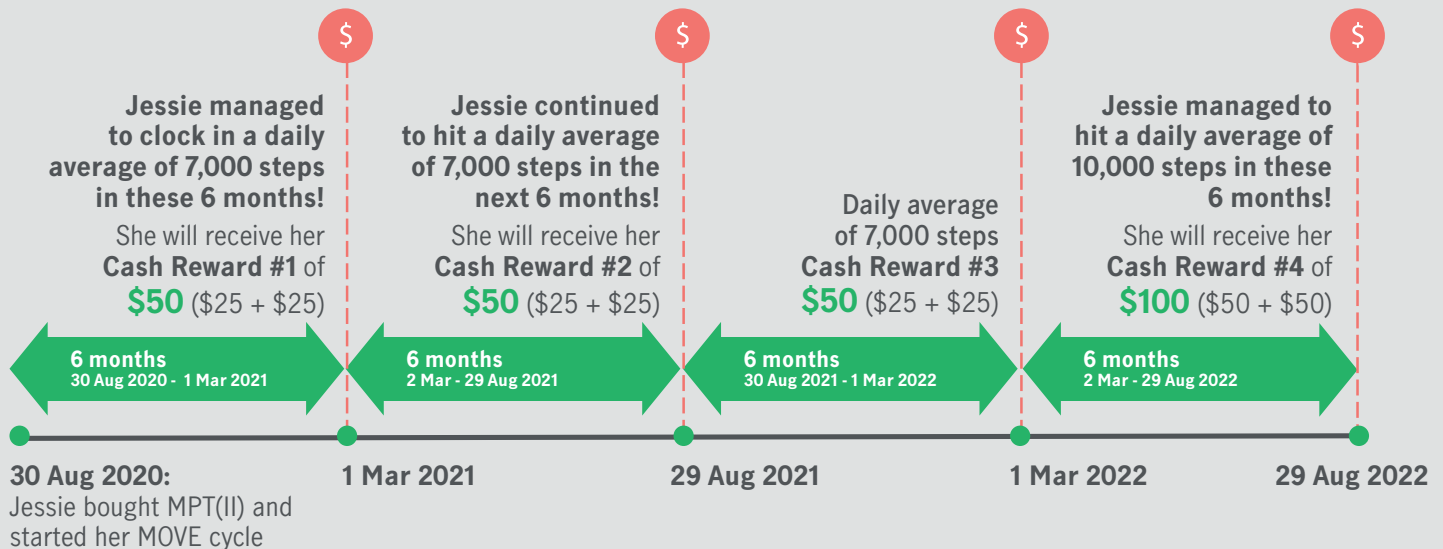 $
$
$
$
Jessie managed
to clock in a daily
average of 7,000 steps
in these 6 months!
She will receive her
Cash Reward #1 of
$50 ($25 + $25)
Jessie continued
to hit a daily average
of 7,000 steps in the
next 6 months!
She will receive her
Cash Reward #2 of
$50 ($25 + $25)
Daily average
of 7,000 steps
Cash Reward #3
$50 ($25 + $25)
Jessie managed to
hit a daily average of
10,000 steps in these
6 months!
She will receive her
Cash Reward #4 of
$100 ($50 + $50)
6 months
30 Aug 2020 - 1 Mar 2021
6 months
2 Mar - 29 Aug 2021
6 months
30 Aug 2021 - 1 Mar 2022
6 months
2 Mar - 29 Aug 2022
30 Aug 2020:
Jessie bought MPT(II) and
started her MOVE cycle
1 Mar 2021
29 Aug 2021
1 Mar 2022
29 Aug 2022